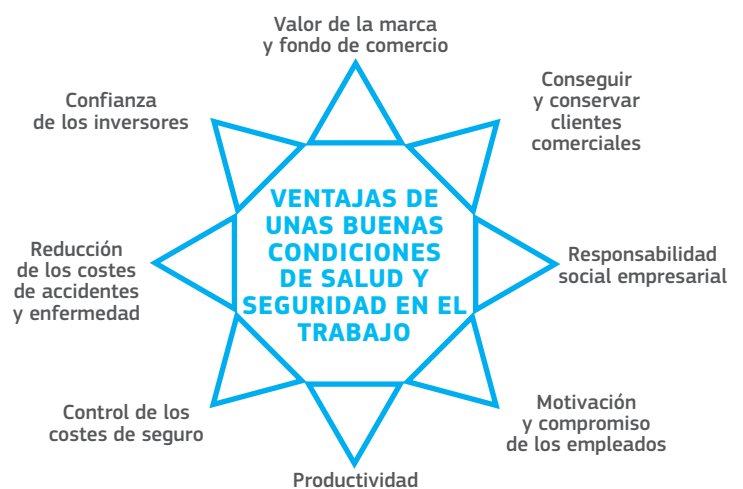 Valor de la marca
y fondo de comercio
Conseguir
y conservar
clientes
comerciales
Confianza
de los inversores
VENTAJAS DE
UNAS BUENAS
CONDICIONES
DE SALUD Y
SEGURIDAD EN EL
TRABAJO
Reducción
de los costes
de accidentes
y enfermedad
Responsabilidad
social empresarial
Control de los
costes de seguro
Motivación
y compromiso
de los empleados
Productividad